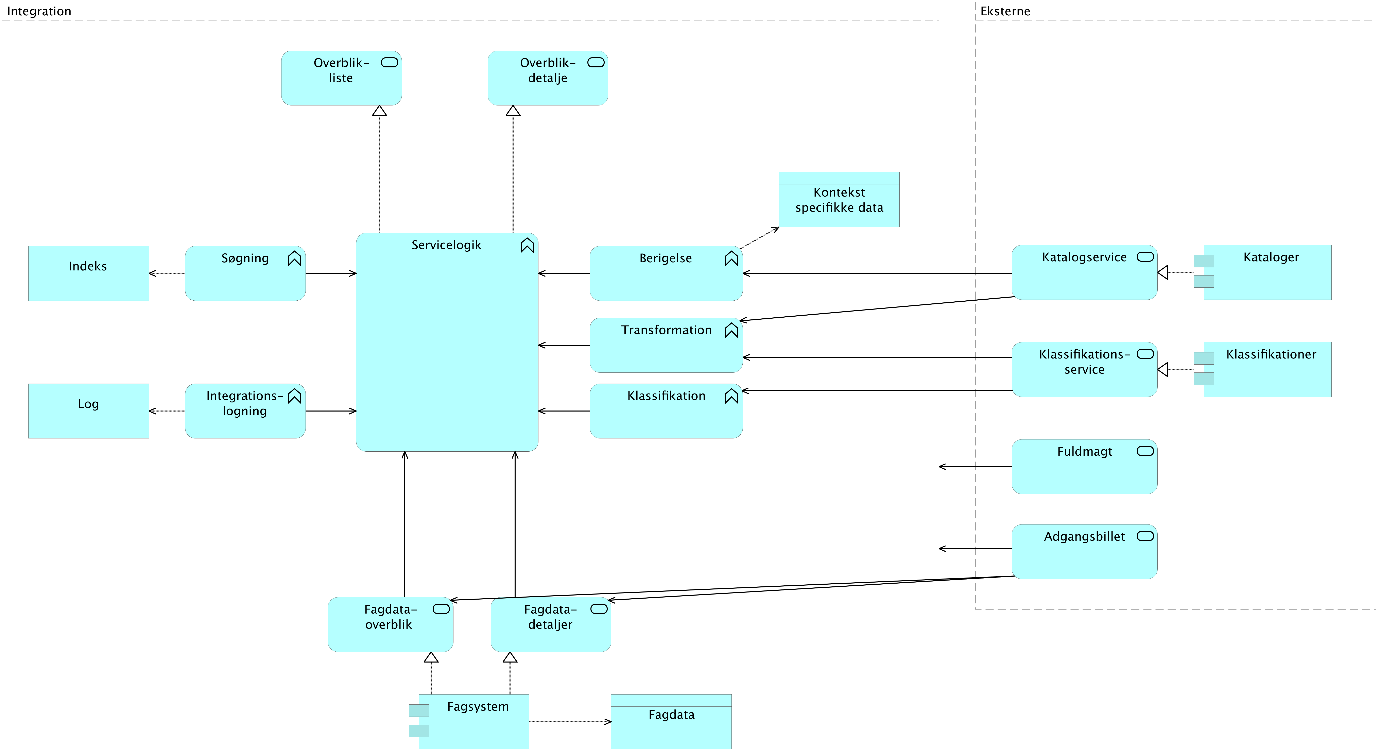 Integration
Eksterne
Overblik-
liste
Overblik-
detalje
Kontekst
specifikke data
Indeks
Søgning
Servicelogik
Berigelse
Katalogservice
Kataloger
Transformation
Klassifikations-
service
Klassifikationer
Log
Integrations-
logning
Klassifikation
Fuldmagt
Adgangsbillet
Fagdata-
overblik
Fagdata-
detaljer
Fagsystem
Fagdata